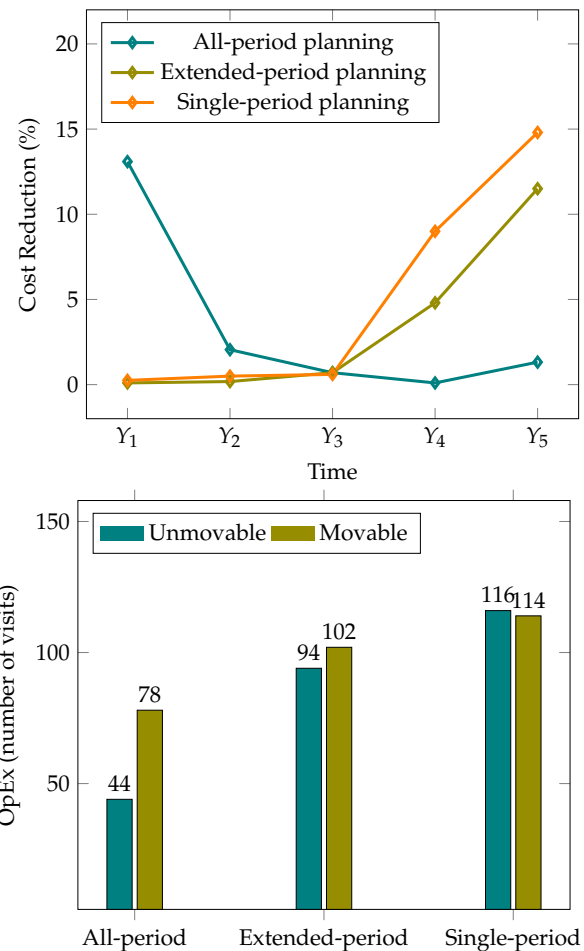 20
15
10
5
0
Cost Reduction (%)
All-period planning
Extended-period planning
Single-period planning
Y₁ Y₂ Y₃ Y₄ Y₅
Time
150
100
50
OpEx (number of visits)
Unmovable Movable
44 78 94 102 116 114
All-period Extended-period Single-period